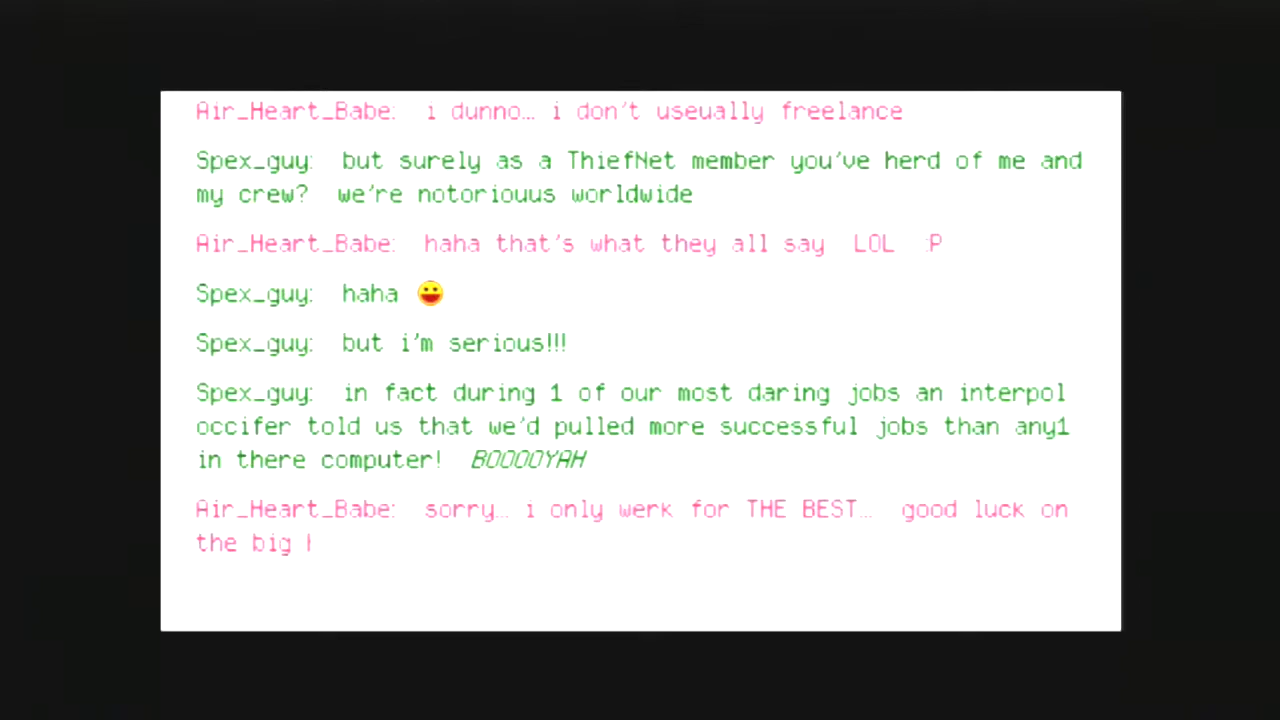 Air_Heart_Babe:  i dunno... i don't useually freelance
Spex_guy:  but surely as a ThiefNet member you've herd of me and
my crew?  we're notoriouus worldwide
Air_Heart_Babe:  haha that's what they all say  LOL  :P
Spex_guy:  haha 😀
Spex_guy:  but i'm serious!!!
Spex_guy:  in fact during 1 of our most daring jobs an interpol
occifer told us that we'd pulled more successful jobs than any1
in there computer!  BOOOOYAH
Air_Heart_Babe:  sorry... i only werk for THE BEST...  good luck on
the big